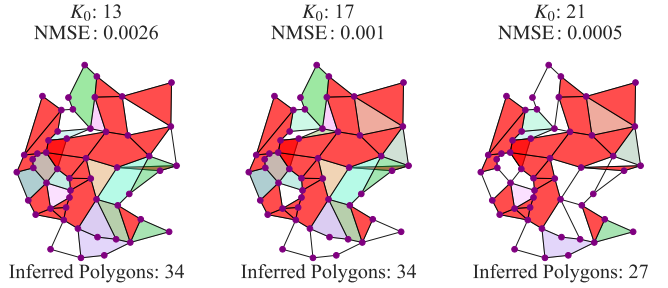 K₀: 13
NMSE: 0.0026
Inferred Polygons: 34
K₀: 17
NMSE: 0.001
Inferred Polygons: 34
K₀: 21
NMSE: 0.0005
Inferred Polygons: 27